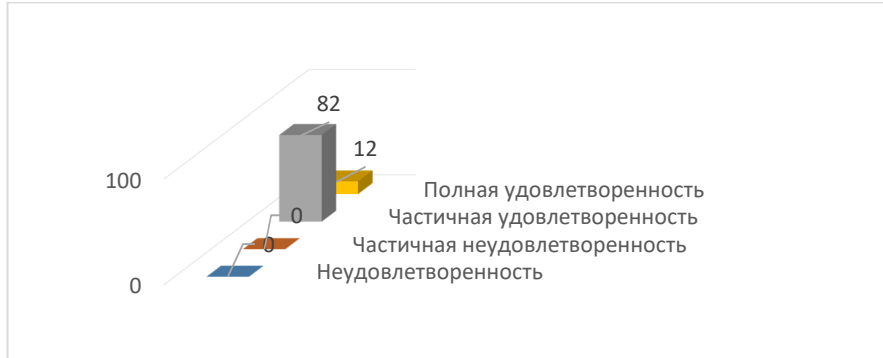 82
12
100
Полная удовлетворенность
0
Частичная удовлетворенность
0
Частичная неудовлетворенность
0
Неудовлетворенность